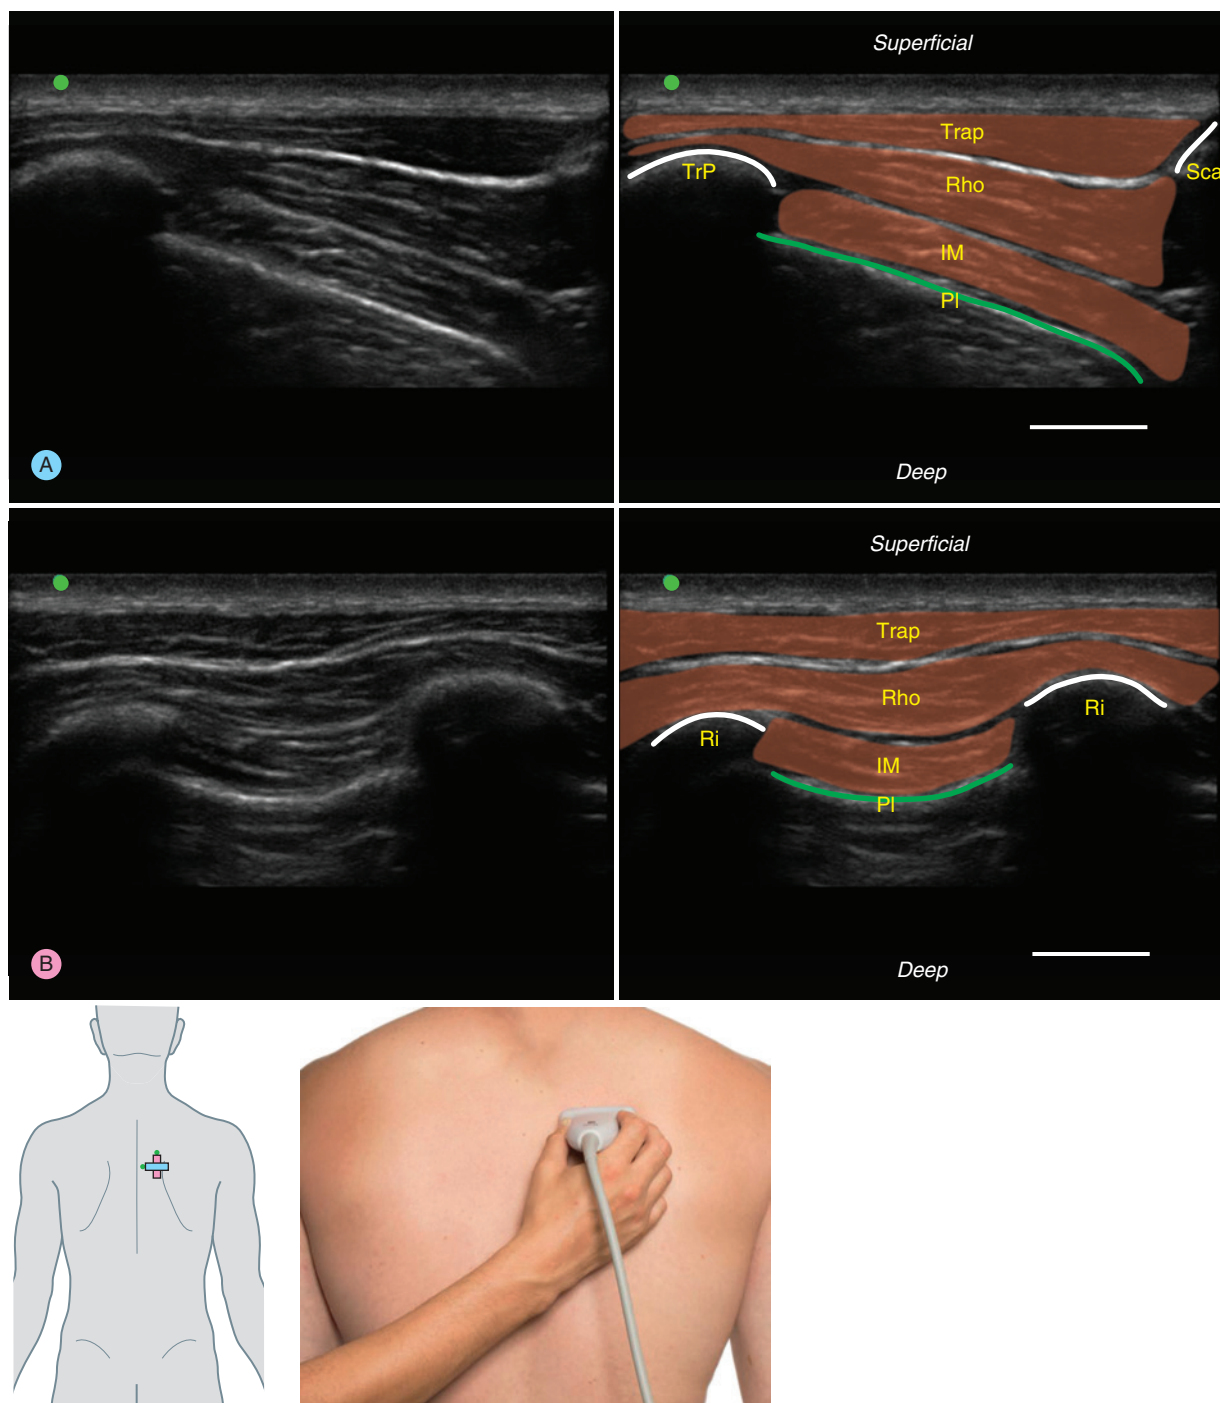 Superficial
Trap
TrP
Sca
Rho
IM
Pl
A
Deep
Superficial
Trap
Rho
Ri
Ri
IM
Pl
B
Deep